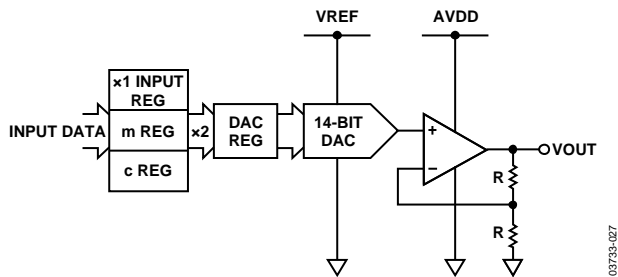 VREF
AVDD
×1 INPUT
REG
INPUT DATA
m REG
×2
DAC
REG
14-BIT
DAC
+
−
VOUT
R
c REG
R
03733-027